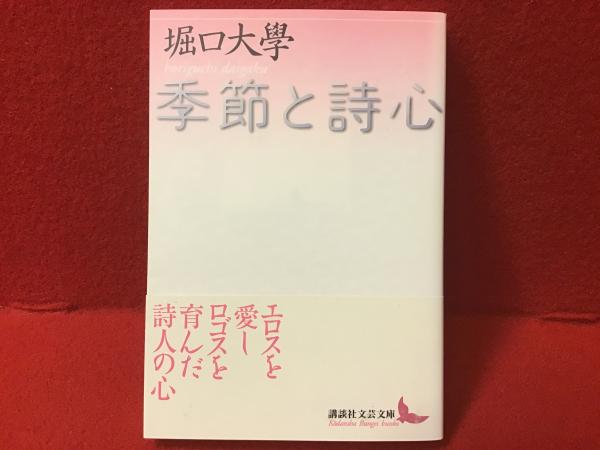 堀口大學
horiguchi daigaku
季節と詩心
エロスを
愛し
ロゴスを
育んだ
詩人の心
講談社文芸文庫
Kodansha Bungei bunko